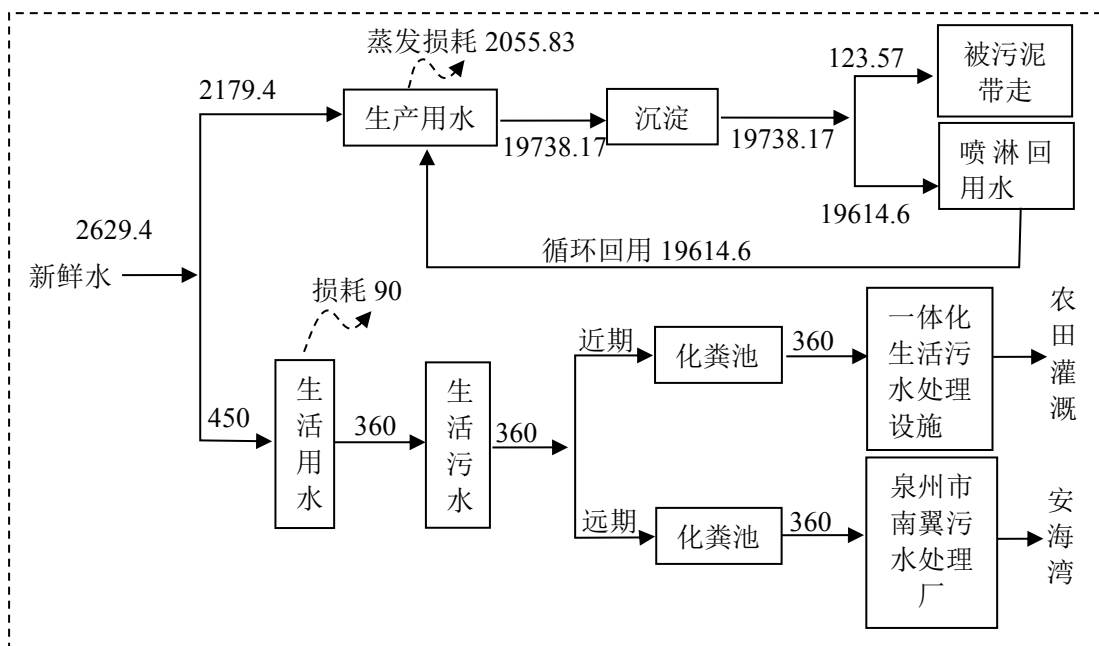 蒸发损耗 2055.83
2179.4
生产用水
19738.17
沉淀
19738.17
123.57
被污泥
带走
喷淋回
用水
19614.6
循环回用 19614.6
2629.4
新鲜水
损耗 90
450
生
活
用
水
360
生
活
污
水
360
近期
化粪池
360
一体化
生活污
水处理
设施
农
田
灌
溉
远期
化粪池
360
泉州市
南翼污
水处理
厂
安
海
湾